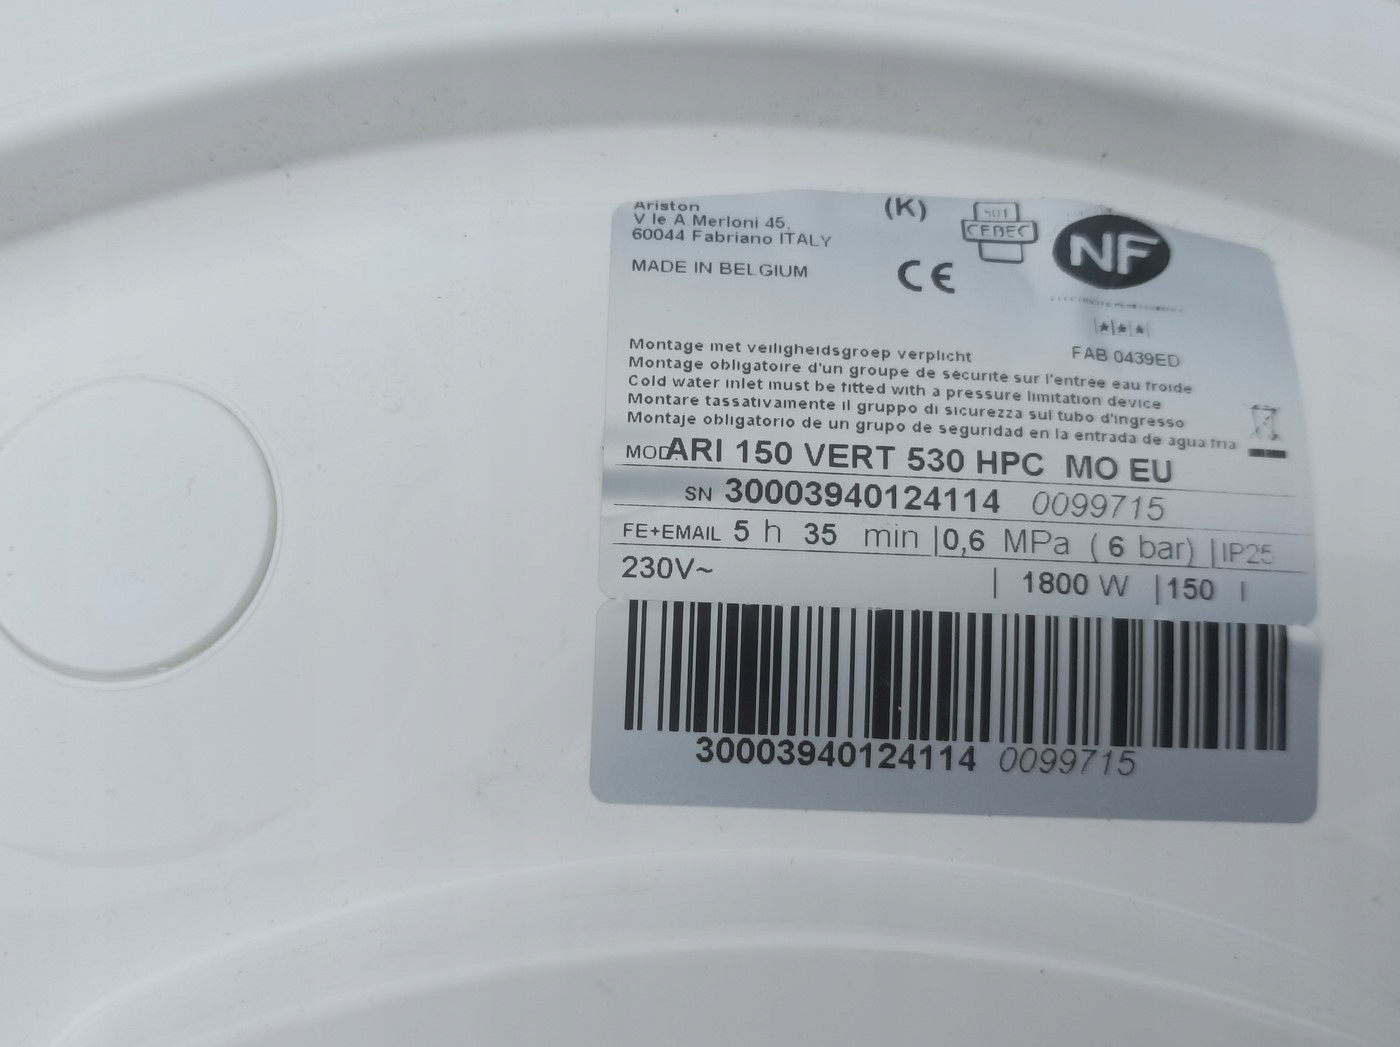 Ariston
V le A Merloni 45,
60044 Fabriano ITALY
MADE IN BELGIUM
(K)
CEBEC
CE
NF
FAB 0439ED
Montage met veiligheidsgroep verplicht
Montage obligatoire d'un groupe de sécurite sur l'entrée eau froide
Cold water inlet must be fitted with a pressure limitation device
Montare tassativamente il gruppo di sicurezza sul tubo d'ingresso
Montaje obligatorio de un grupo de seguridad en la entrada de agua fria
MOD.ARI 150 VERT 530 HPC MO EU
SN 30003940124114 0099715
FE+EMAIL 5 h 35 min |0,6 MPa (6 bar) |IP25
230V~ | 1800 W |150 l
30003940124114 0099715